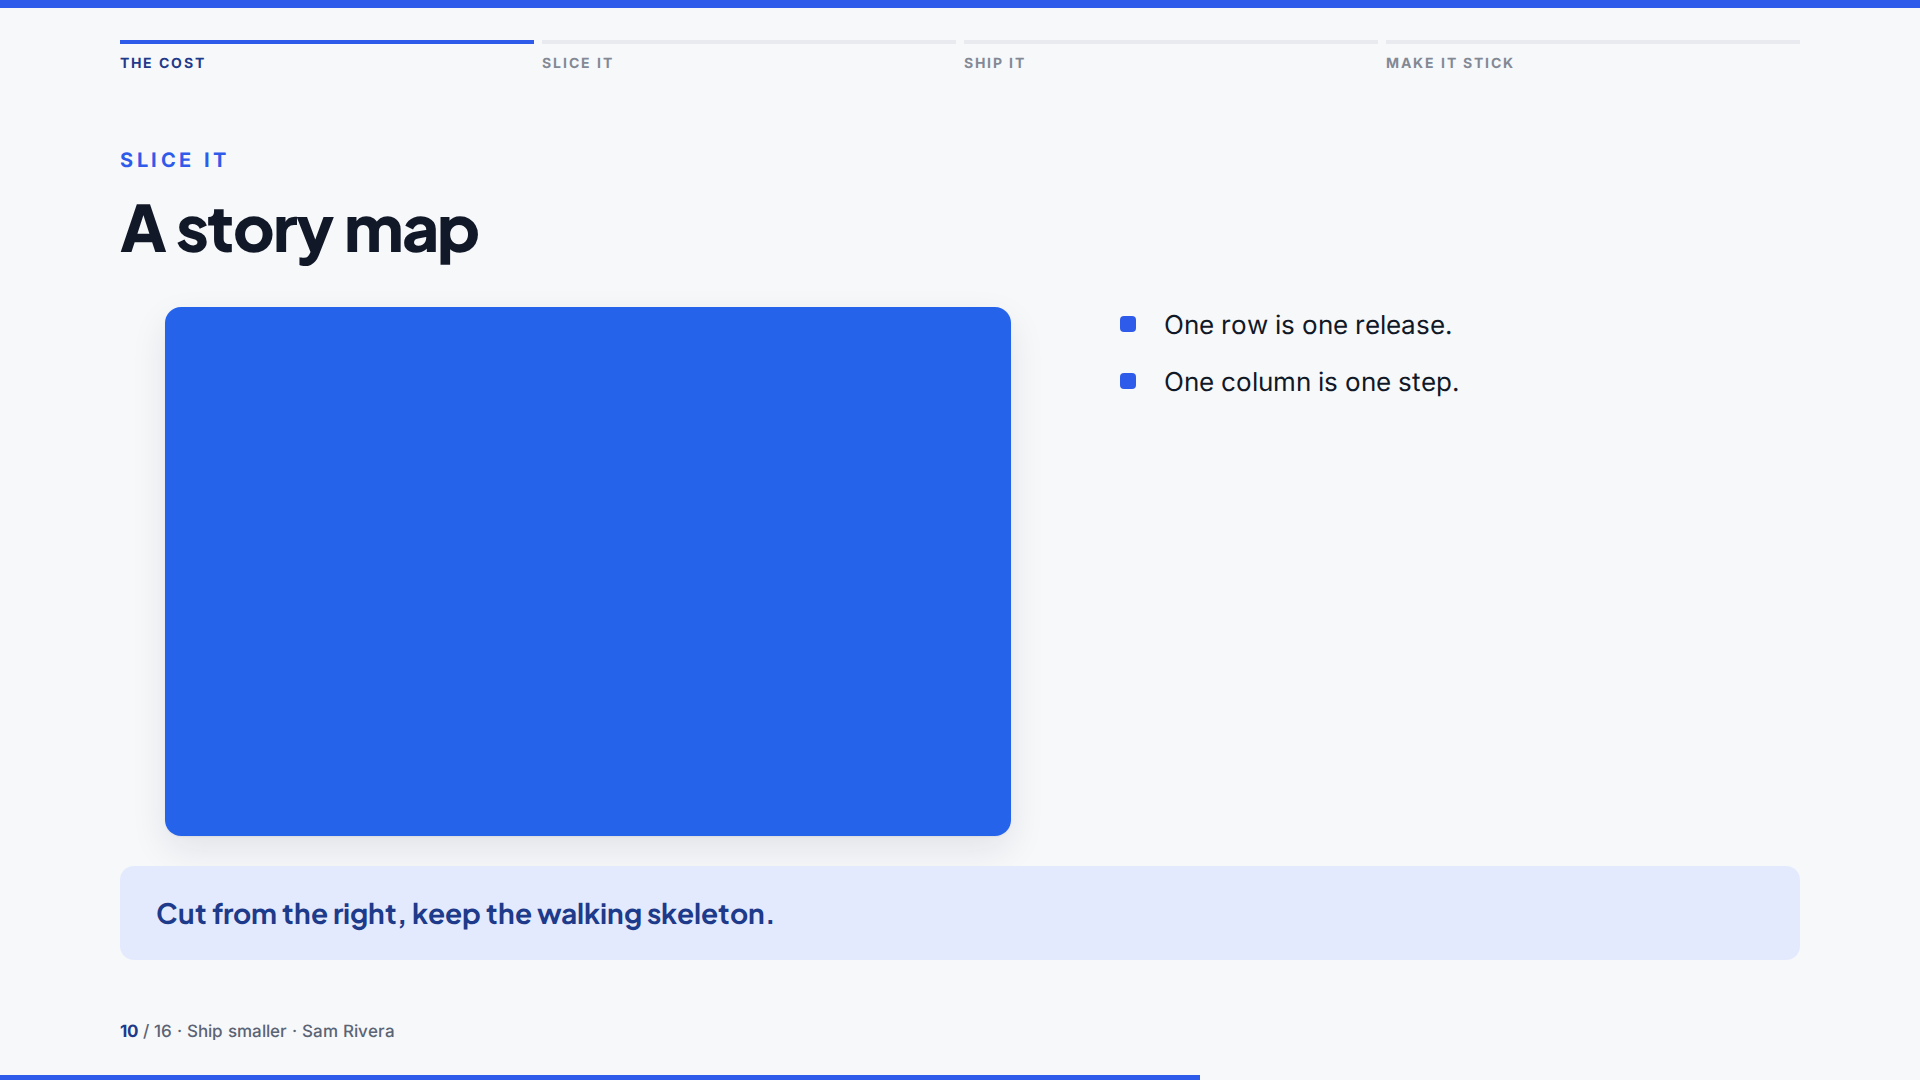 THE COST
SLICE IT
SHIP IT
MAKE IT STICK
SLICE IT
A story map
One row is one release.
One column is one step.
Cut from the right, keep the walking skeleton.
10 / 16 · Ship smaller · Sam Rivera